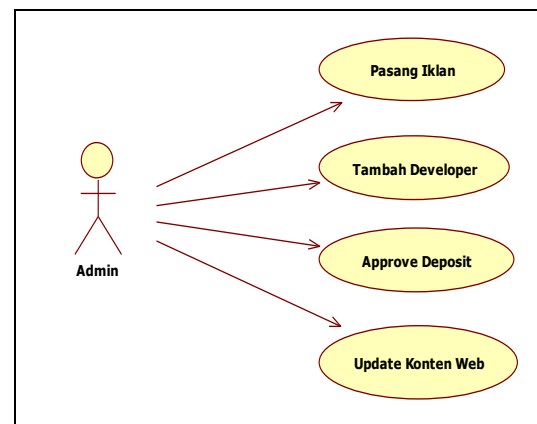 Pasang Iklan
Tambah Developer
Approve Deposit
Admin
Update Konten Web